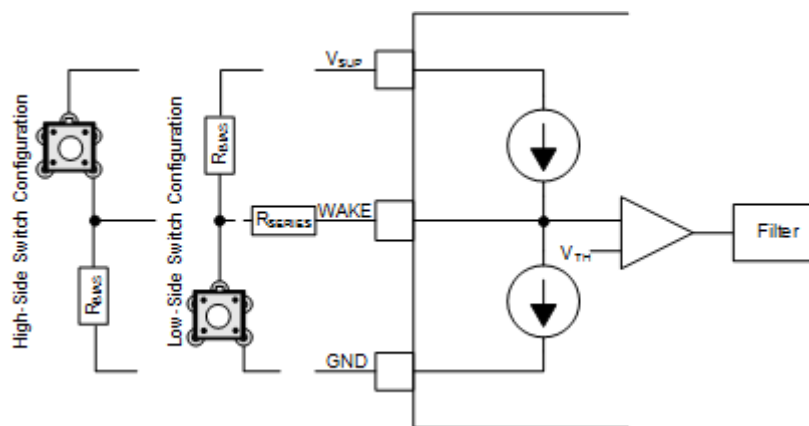 High-Side Switch Configuration
RBIAS
Low-Side Switch Configuration
RBIAS
VSUP
RSERIES
WAKE
GND
VTH
Filter